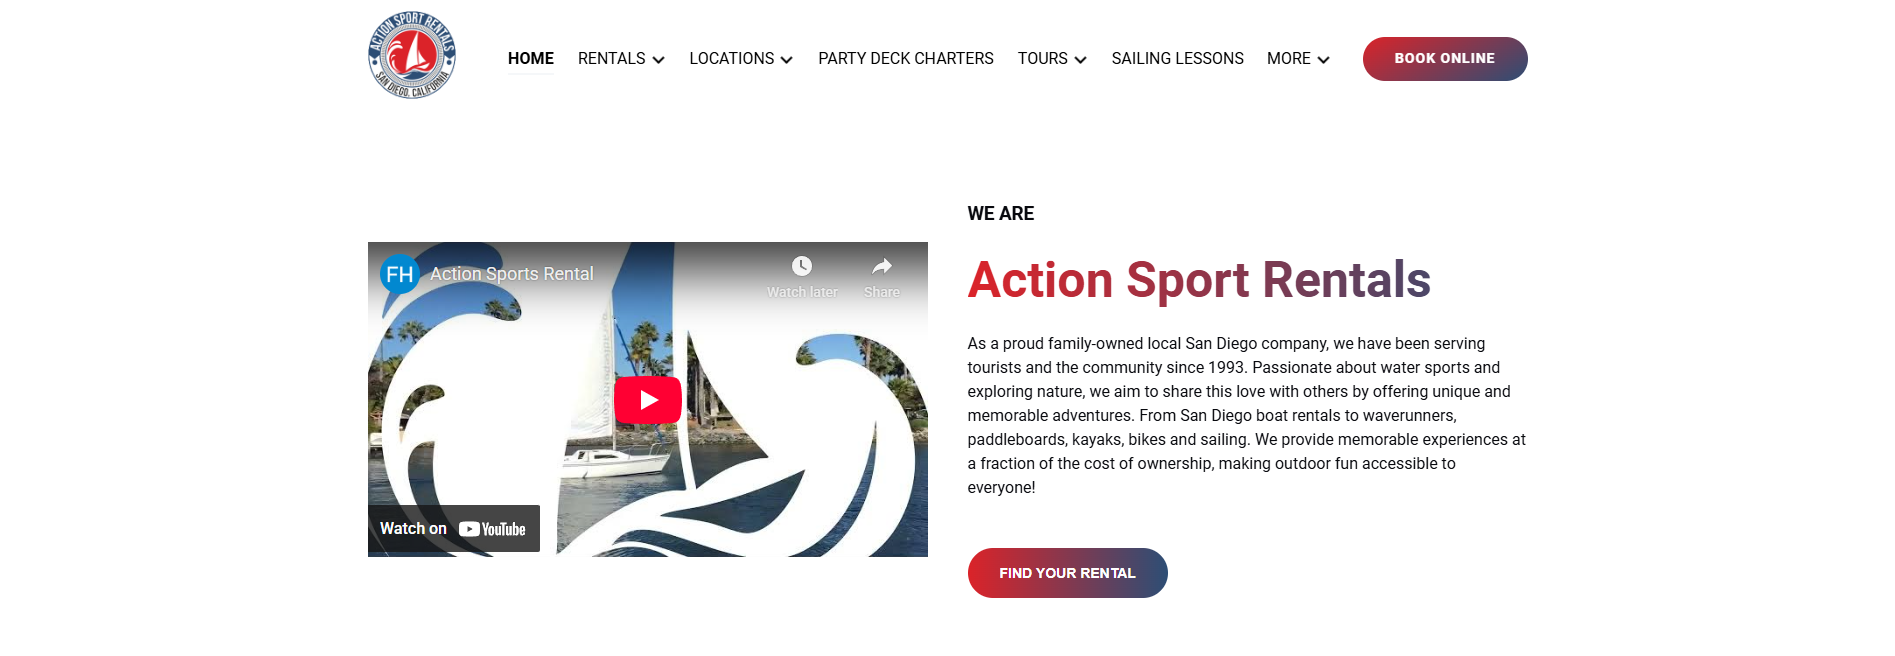 ACTION SPORT RENTALS
SAN DIEGO, CALIFORNIA
HOME
RENTALS
LOCATIONS
PARTY DECK CHARTERS
TOURS
SAILING LESSONS
MORE
BOOK ONLINE
FH
Action Sports Rental
Watch later
Share
Watch on YouTube
WE ARE
Action Sport Rentals
As a proud family-owned local San Diego company, we have been serving
tourists and the community since 1993. Passionate about water sports and
exploring nature, we aim to share this love with others by offering unique and
memorable adventures. From San Diego boat rentals to waverunners,
paddleboards, kayaks, bikes and sailing. We provide memorable experiences at
a fraction of the cost of ownership, making outdoor fun accessible to
everyone!
FIND YOUR RENTAL